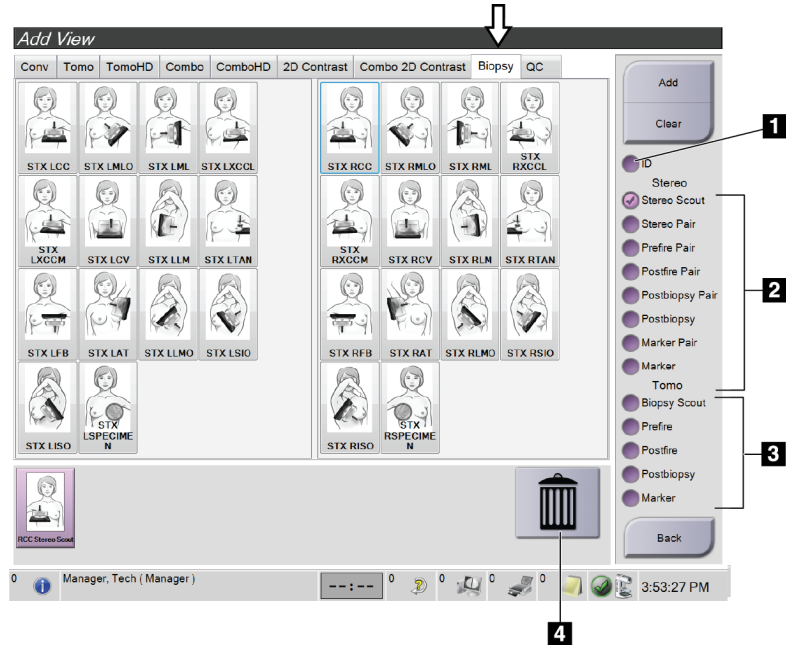 Add View
Conv Tomo TomoHD Combo ComboHD 2D Contrast Combo 2D Contrast Biopsy QC
Add
Clear
1
ID
STX LCC STX LMLO STX LML STX LXCCL
STX RCC STX RMLO STX RML STX
RXCCL
Stereo
Stereo Scout
Stereo Pair
Prefire Pair
Postfire Pair
Postbiopsy Pair
Postbiopsy
Marker Pair
Marker
2
STX
LXCCM STX LCV STX LLM STX LTAN
STX
RXCCM STX RCV STX RLM STX RTAN
STX LFB STX LAT STX LLMO STX LSIO
STX RFB STX RAT STX RLMO STX RSIO
Tomo
Biopsy Scout
Prefire
Postfire
Postbiopsy
Marker
3
STX LISO STX
LSPECIME
N
STX RISO STX
RSPECIME
N
RCC Stereo Scout
Back
0 Manager, Tech ( Manager ) --:-- 0 0 0 3:53:27 PM
4